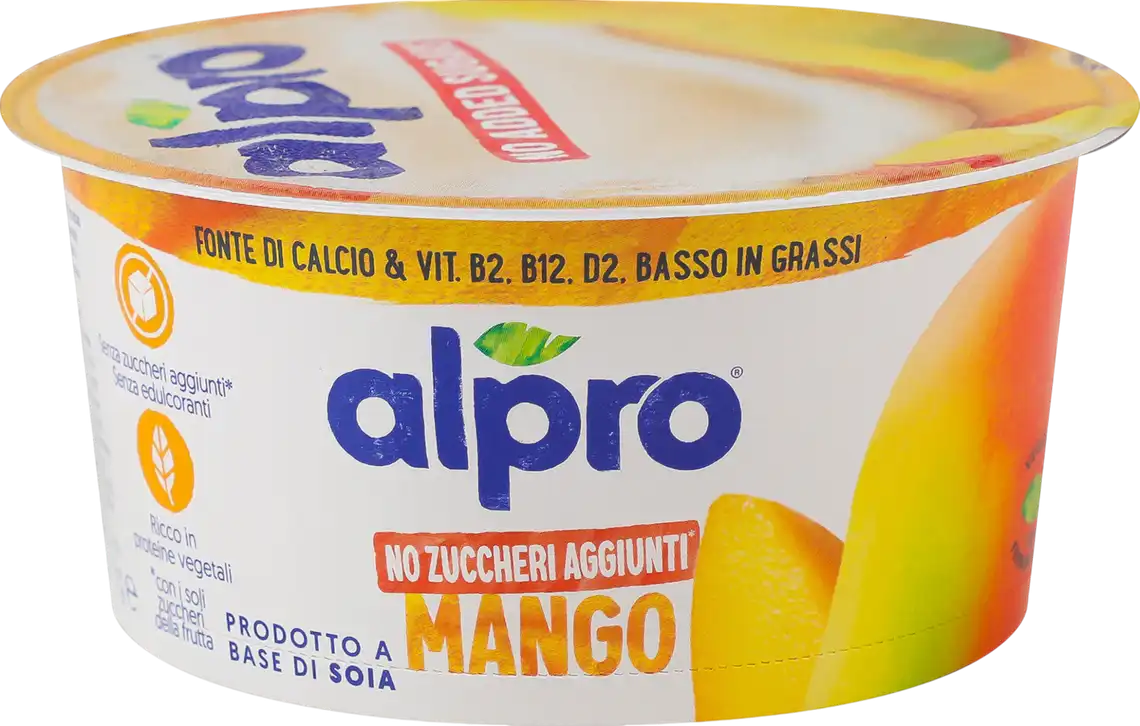 alpro
NO ADDED SUGARS
FONTE DI CALCIO & VIT. B2, B12, D2, BASSO IN GRASSI
alpro®
Senza zuccheri aggiunti*
Senza edulcoranti
Ricco in
proteine vegetali
*con i soli
zuccheri
della frutta
NO ZUCCHERI AGGIUNTI*
MANGO
PRODOTTO A
BASE DI SOIA
e